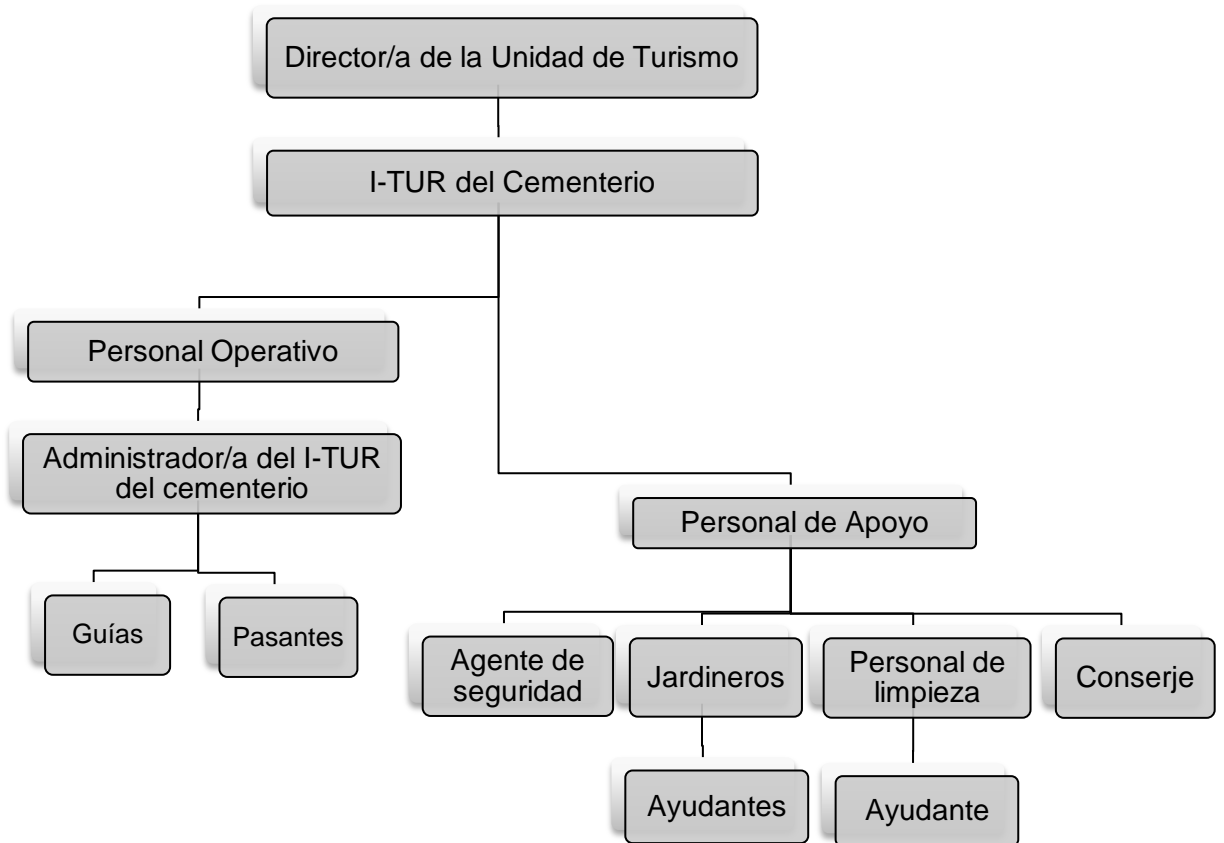 Director/a de la Unidad de Turismo
I-TUR del Cementerio
Personal Operativo
Administrador/a del I-TUR
del cementerio
Guías
Pasantes
Personal de Apoyo
Agente de
seguridad
Jardineros
Personal de
limpieza
Conserje
Ayudantes
Ayudante